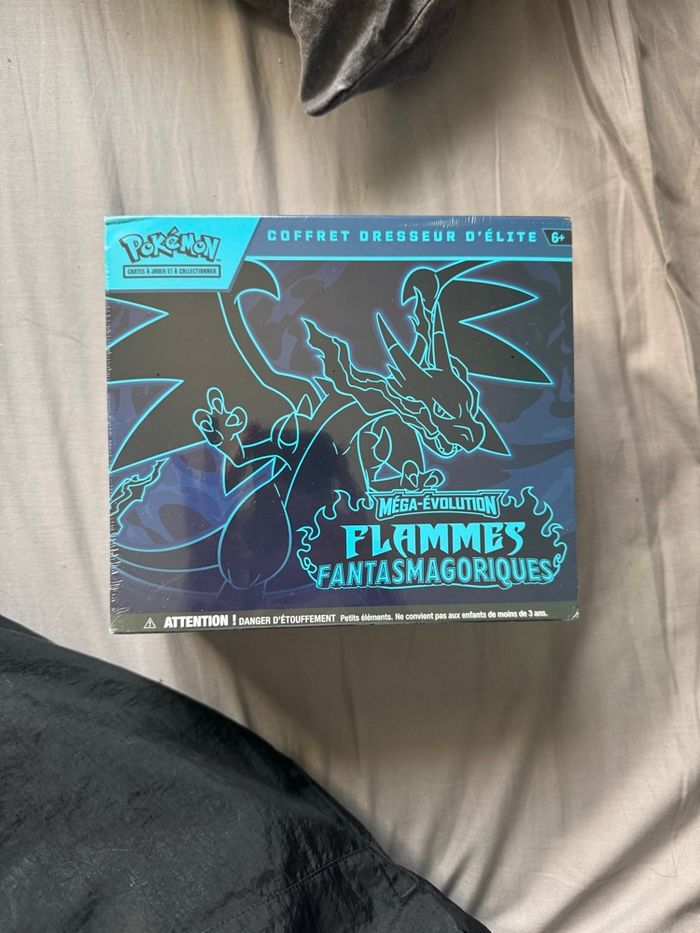 POKéMON
CARTES À JOUER ET À COLLECTIONNER
COFFRET DRESSEUR D'ÉLITE 6+
MÉGA-ÉVOLUTION
FLAMMES
FANTASMAGORIQUES
ATTENTION ! DANGER D'ÉTOUFFEMENT Petits éléments. Ne convient pas aux enfants de moins de 3 ans.